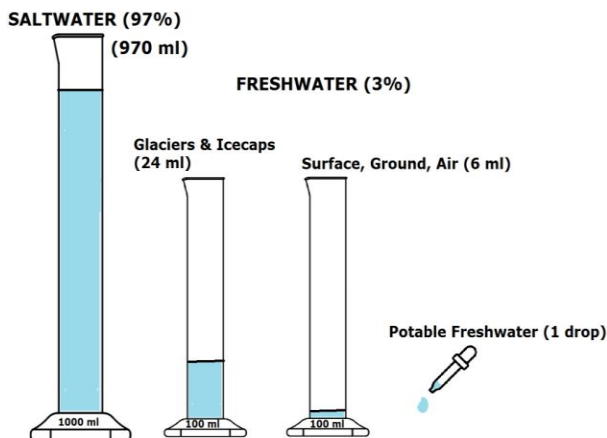 SALTWATER (97%)
(970 ml)
FRESHWATER (3%)
Glaciers & Icecaps
(24 ml)
Surface, Ground, Air (6 ml)
Potable Freshwater (1 drop)
1000 ml
100 ml
100 ml